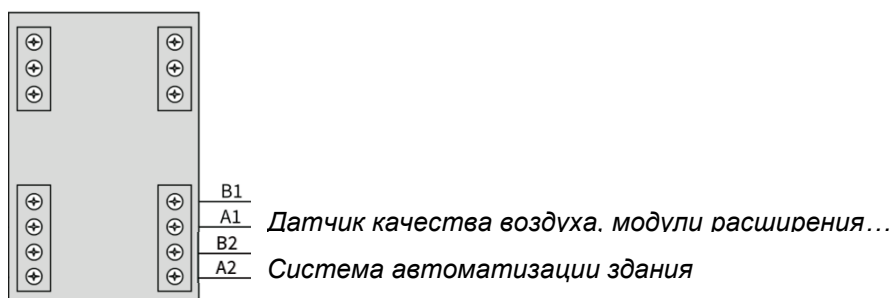 B1
A1
Датчик качества воздуха, модули расширения…
B2
A2
Система автоматизации здания